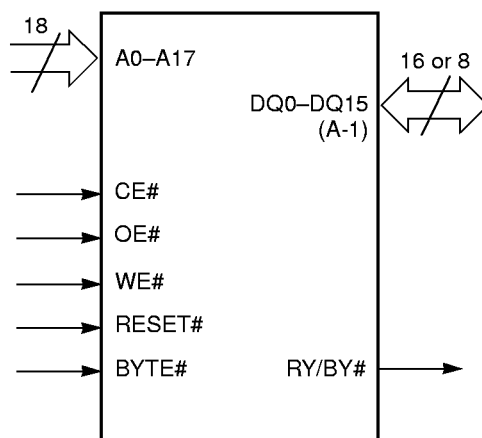 18
A0–A17
16 or 8
DQ0–DQ15
(A-1)
CE#
OE#
WE#
RESET#
BYTE#
RY/BY#